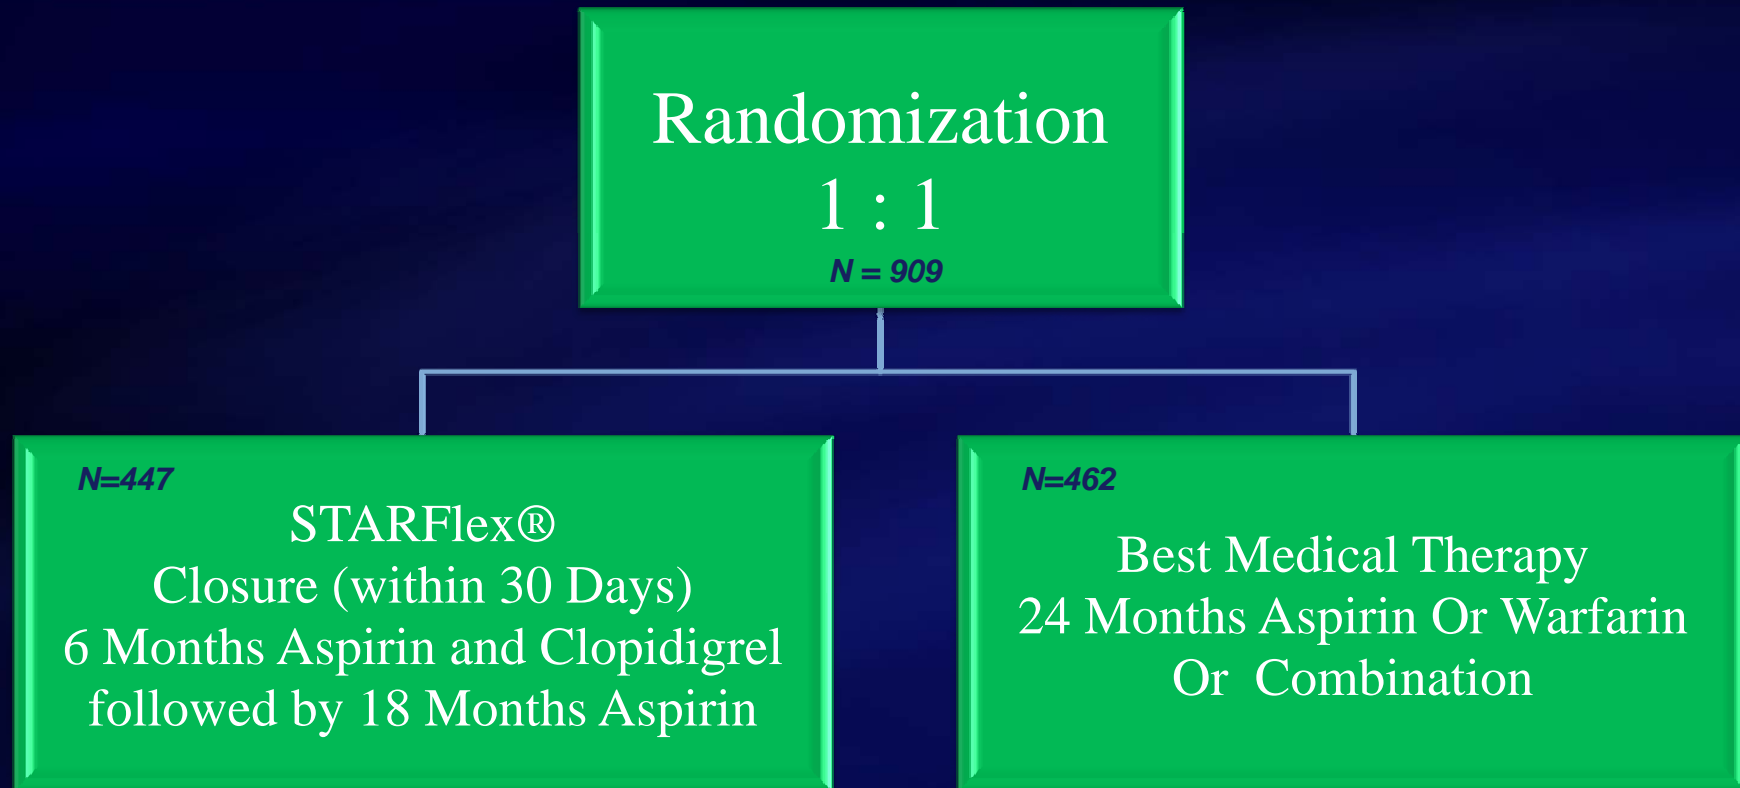 Randomization
1 : 1
N = 909
N=447
STARFlex®
Closure (within 30 Days)
6 Months Aspirin and Clopidigrel
followed by 18 Months Aspirin
N=462
Best Medical Therapy
24 Months Aspirin Or Warfarin
Or Combination